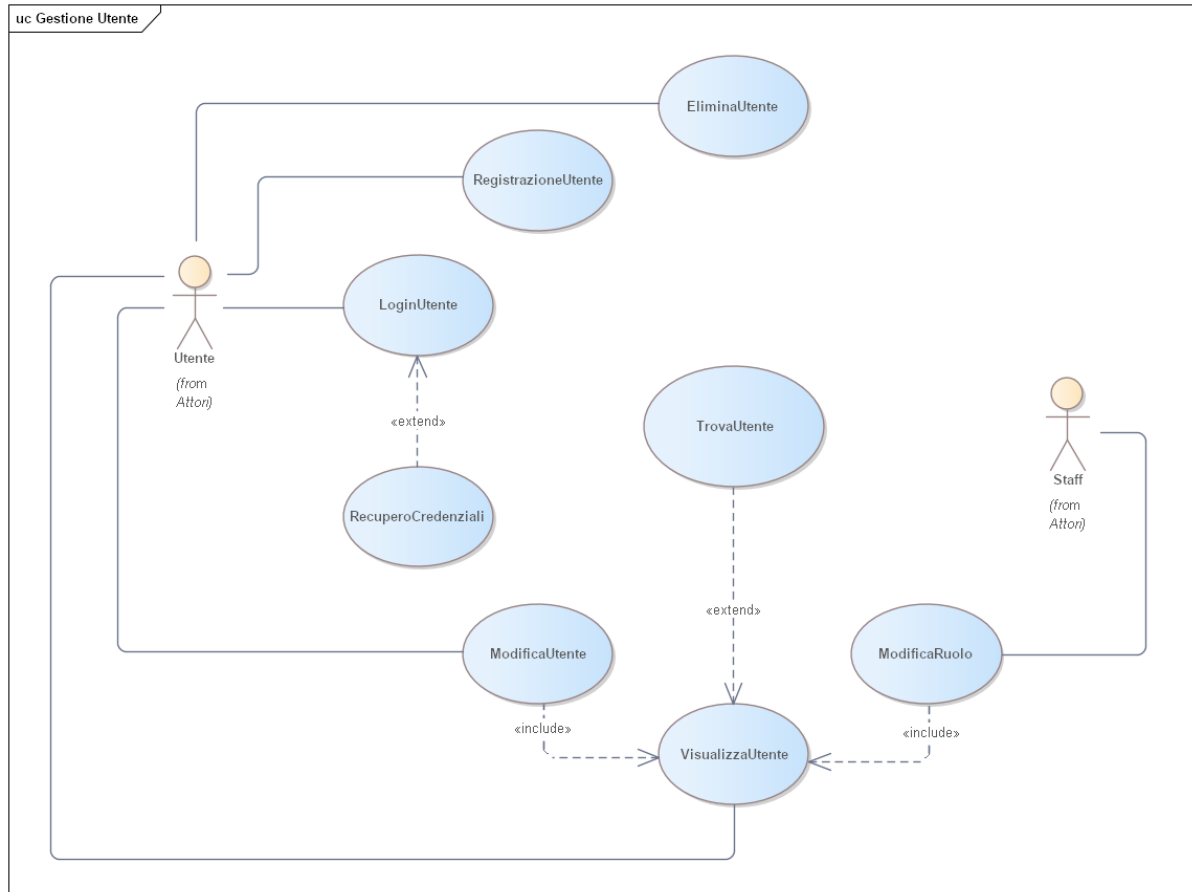 uc Gestione Utente
EliminaUtente
RegistrazioneUtente
LoginUtente
Utente
(from
Attori)
«extend»
TrovaUtente
Staff
(from
Attori)
RecuperoCredenziali
«extend»
ModificaUtente
ModificaRuolo
«include»
«include»
VisualizzaUtente